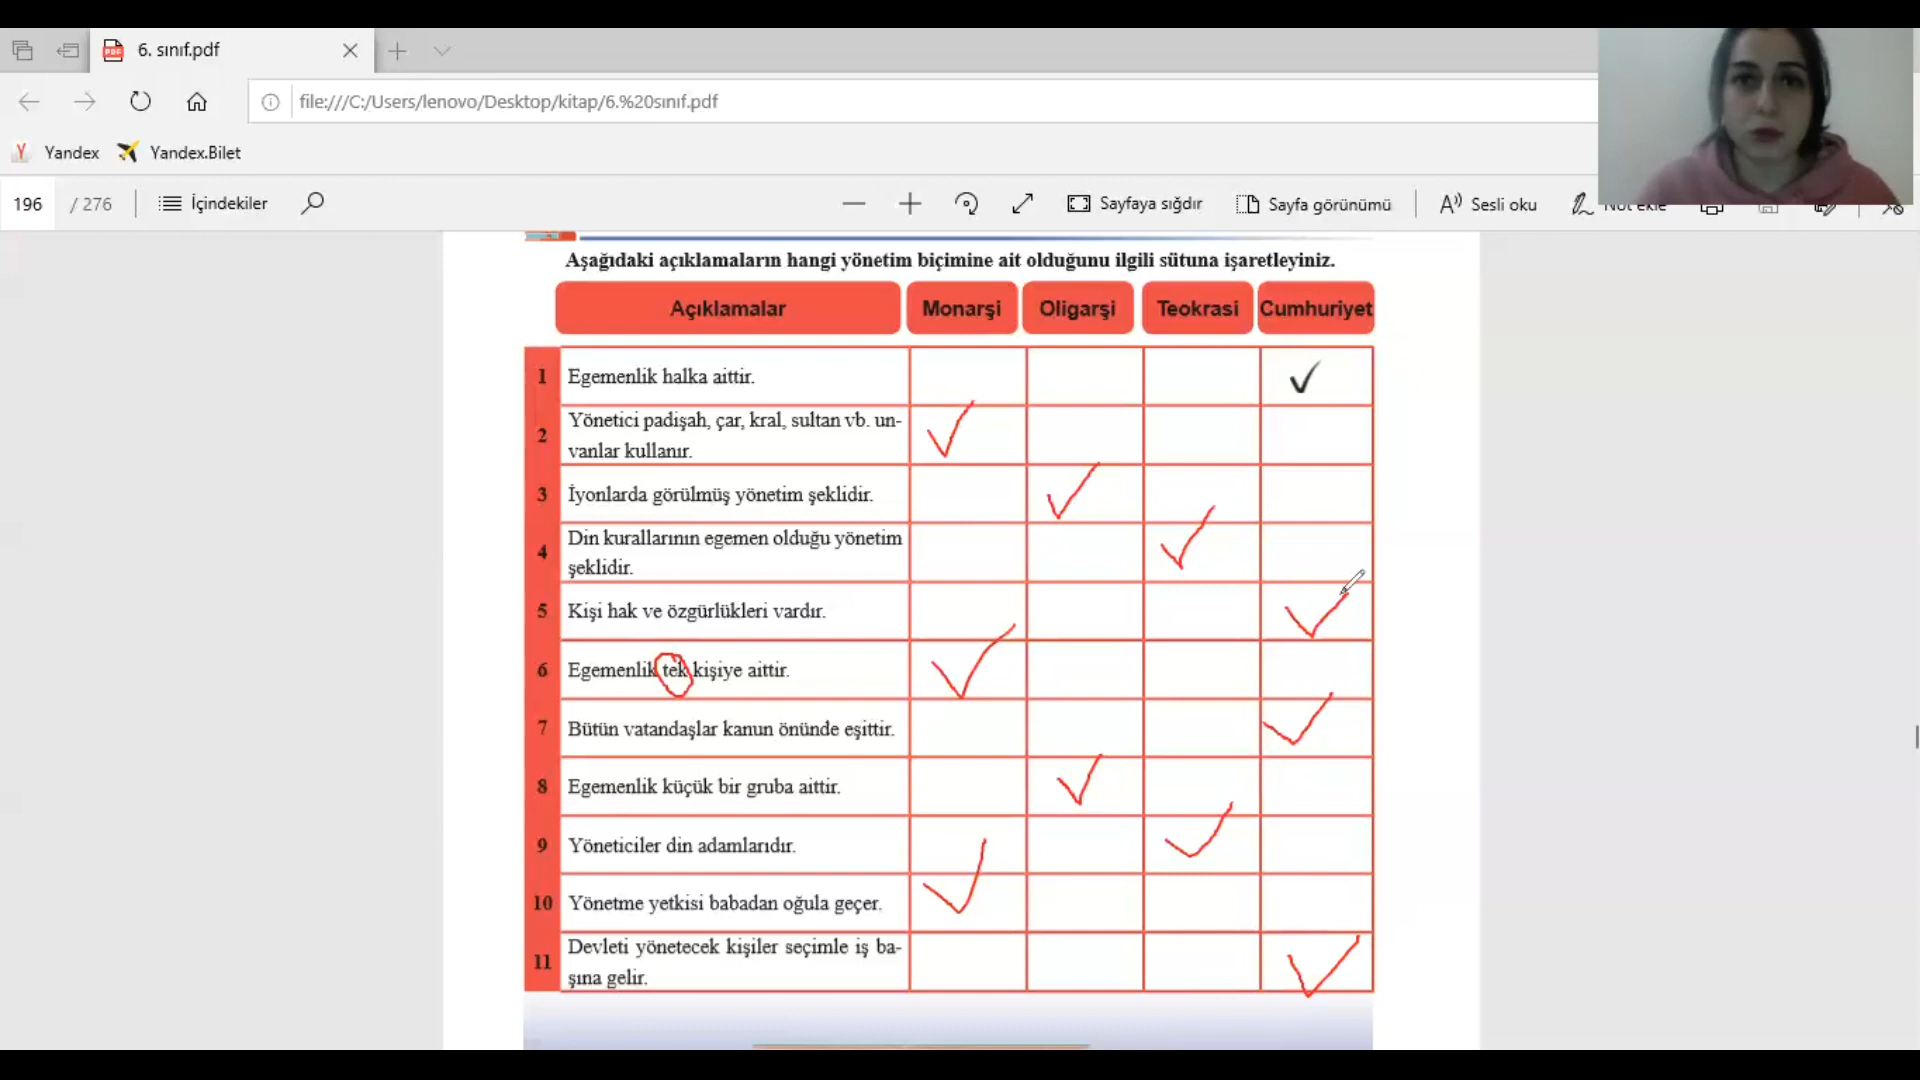 6. sınıf.pdf
file:///C:/Users/lenovo/Desktop/kitap/6.%20sınıf.pdf
Yandex
Yandex.Bilet
196 / 276
İçindekiler
Sayfaya sığdır
Sayfa görünümü
Sesli oku
Not ekle
Aşağıdaki açıklamaların hangi yönetim biçimine ait olduğunu ilgili sütuna işaretleyiniz.
Açıklamalar Monarşi Oligarşi Teokrasi Cumhuriyet
1 Egemenlik halka aittir.
2 Yönetici padişah, çar, kral, sultan vb. un-
vanlar kullanır.
3 İyonlarda görülmüş yönetim şeklidir.
4 Din kurallarının egemen olduğu yönetim
şeklidir.
5 Kişi hak ve özgürlükleri vardır.
6 Egemenlik tek kişiye aittir.
7 Bütün vatandaşlar kanun önünde eşittir.
8 Egemenlik küçük bir gruba aittir.
9 Yöneticiler din adamlarıdır.
10 Yönetme yetkisi babadan oğula geçer.
11 Devleti yönetecek kişiler seçimle iş ba-
şına gelir.